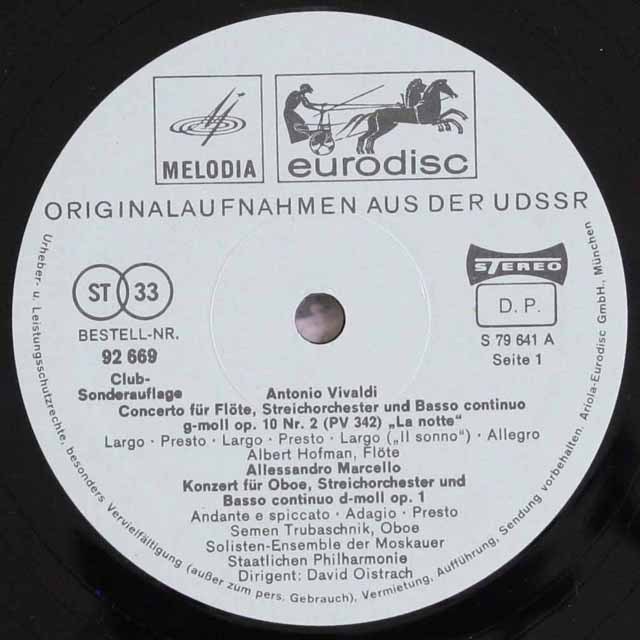 MELODIA
eurodisc
ORIGINALAUFNAHMEN AUS DER UDSSR
ST 33
BESTELL-NR.
92 669
Club-
Sonderauflage
STEREO
D. P.
S 79 641 A
Seite 1
Antonio Vivaldi
Concerto für Flöte, Streichorchester und Basso continuo
g-moll op. 10 Nr. 2 (PV 342) „La notte“
Largo · Presto · Largo · Presto · Largo („Il sonno“) · Allegro
Albert Hofman, Flöte
Allessandro Marcello
Konzert für Oboe, Streichorchester und
Basso continuo d-moll op. 1
Andante e spiccato · Adagio · Presto
Semen Trubaschnik, Oboe
Solisten-Ensemble der Moskauer
Staatlichen Philharmonie
Dirigent: David Oistrach
Urheber- u. Leistungsschutzrechte, besonders Vervielfältigung (außer zum pers. Gebrauch), Vermietung, Aufführung, Sendung vorbehalten. Ariola-Eurodisc GmbH., München